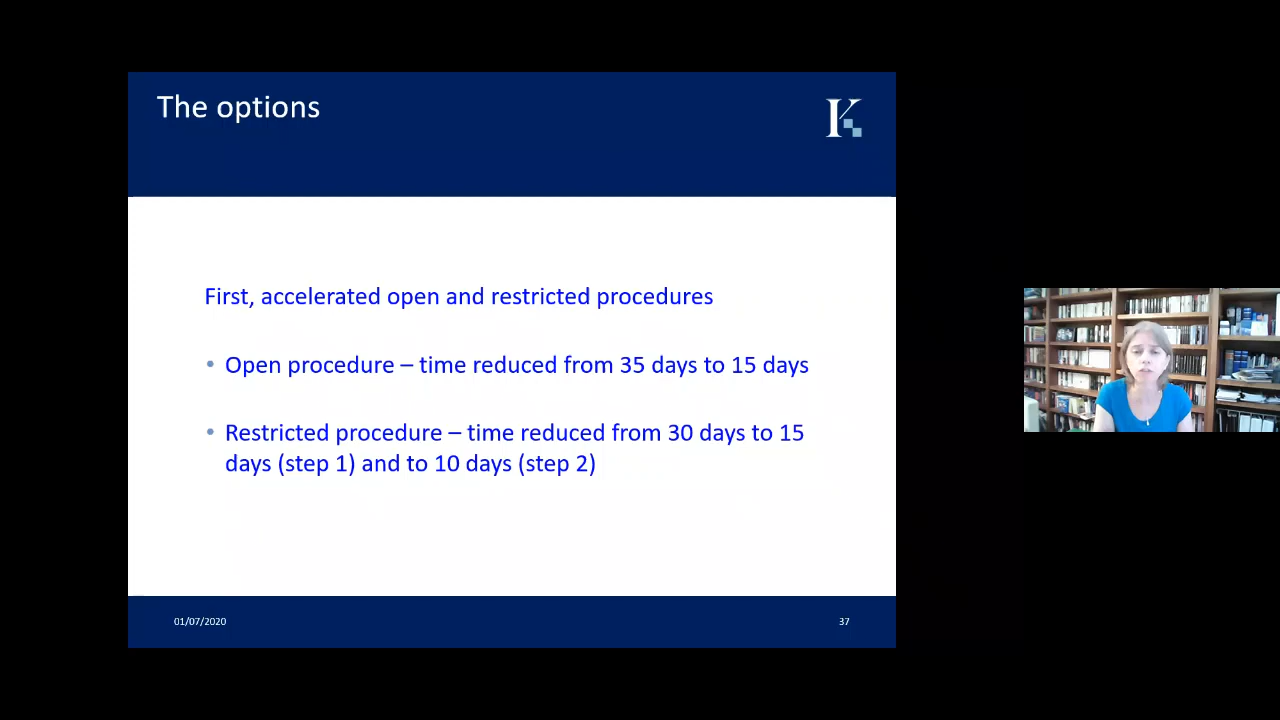 The options
K
First, accelerated open and restricted procedures
• Open procedure – time reduced from 35 days to 15 days
• Restricted procedure – time reduced from 30 days to 15
days (step 1) and to 10 days (step 2)
01/07/2020
37